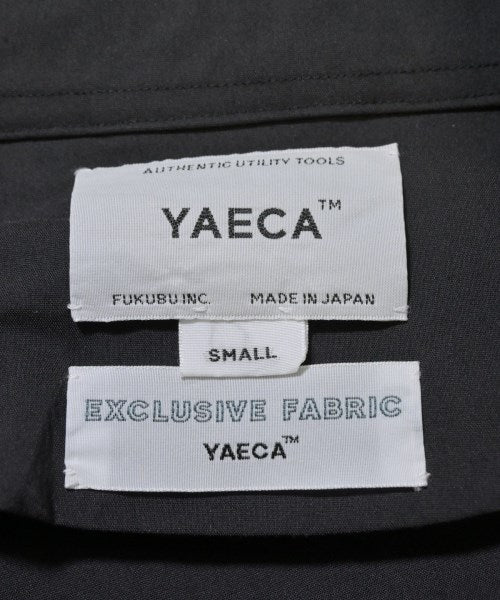 AUTHENTIC UTILITY TOOLS
YAECA™
FUKUBU INC. MADE IN JAPAN
SMALL
EXCLUSIVE FABRIC
YAECA™